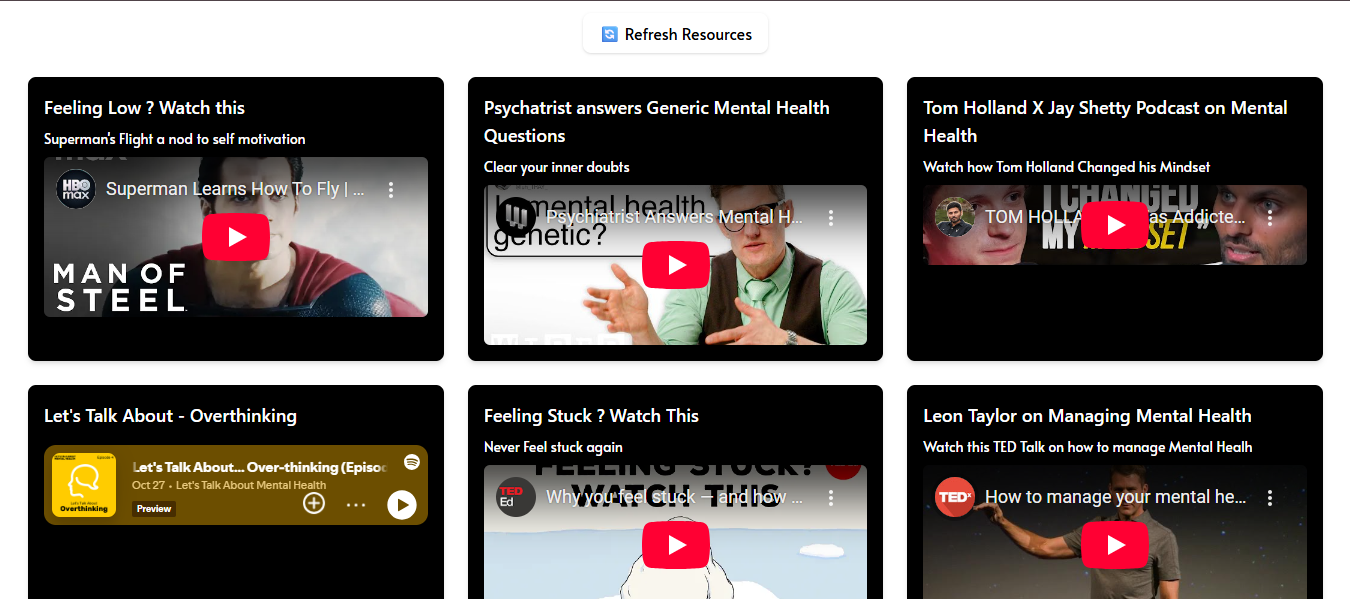 Refresh Resources
Feeling Low ? Watch this
Superman's Flight a nod to self motivation
HBO
max
Superman Learns How To Fly | ...
MAN OF
STEEL
Psychatrist answers Generic Mental Health
Questions
Clear your inner doubts
mental health
genetic?
Psychiatrist Answers Mental H...
Tom Holland X Jay Shetty Podcast on Mental
Health
Watch how Tom Holland Changed his Mindset
I CHANGED
MY
TOM HOLLA
as Addicte...
Let's Talk About - Overthinking
Let's Talk About
Overthinking
Let's Talk About... Over-thinking (Episo
Oct 27 • Let's Talk About Mental Health
Preview
Feeling Stuck ? Watch This
Never Feel stuck again
FEELING STUCK?
WATCH THIS
TED
Ed
Why you feel stuck — and how ...
Leon Taylor on Managing Mental Health
Watch this TED Talk on how to manage Mental Healh
TEDx
How to manage your mental he...